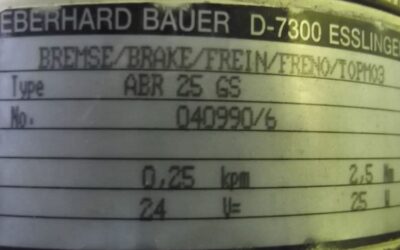 EBERHARD BAUER D-7300 ESSLINGEN
BREMSE/BRAKE/FREIN/FRENO/TOPMO3
Type ABR 25 GS
No. 040990/6
0,25 kpm 2,5 Nm
24 V= 25 W